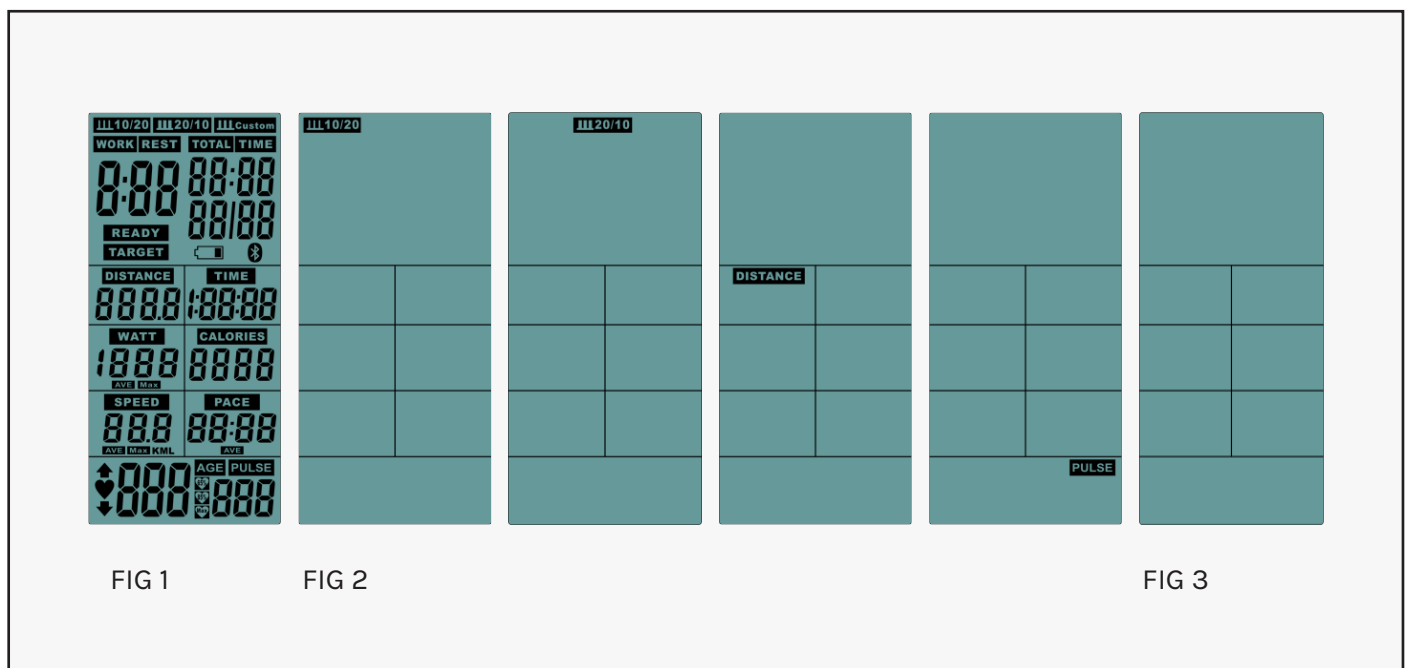 10/20 20/10 Custom
WORK REST TOTAL TIME
8:88 88:88
88|88
READY
TARGET
DISTANCE TIME
888.8 1:88:88
WATT CALORIES
1888 8888
AVE Max
SPEED PACE
88.8 88:88
AVE Max KML AVE
AGE PULSE
888 888
Max
10/20
20/10
DISTANCE
PULSE
FIG 1
FIG 2
FIG 3